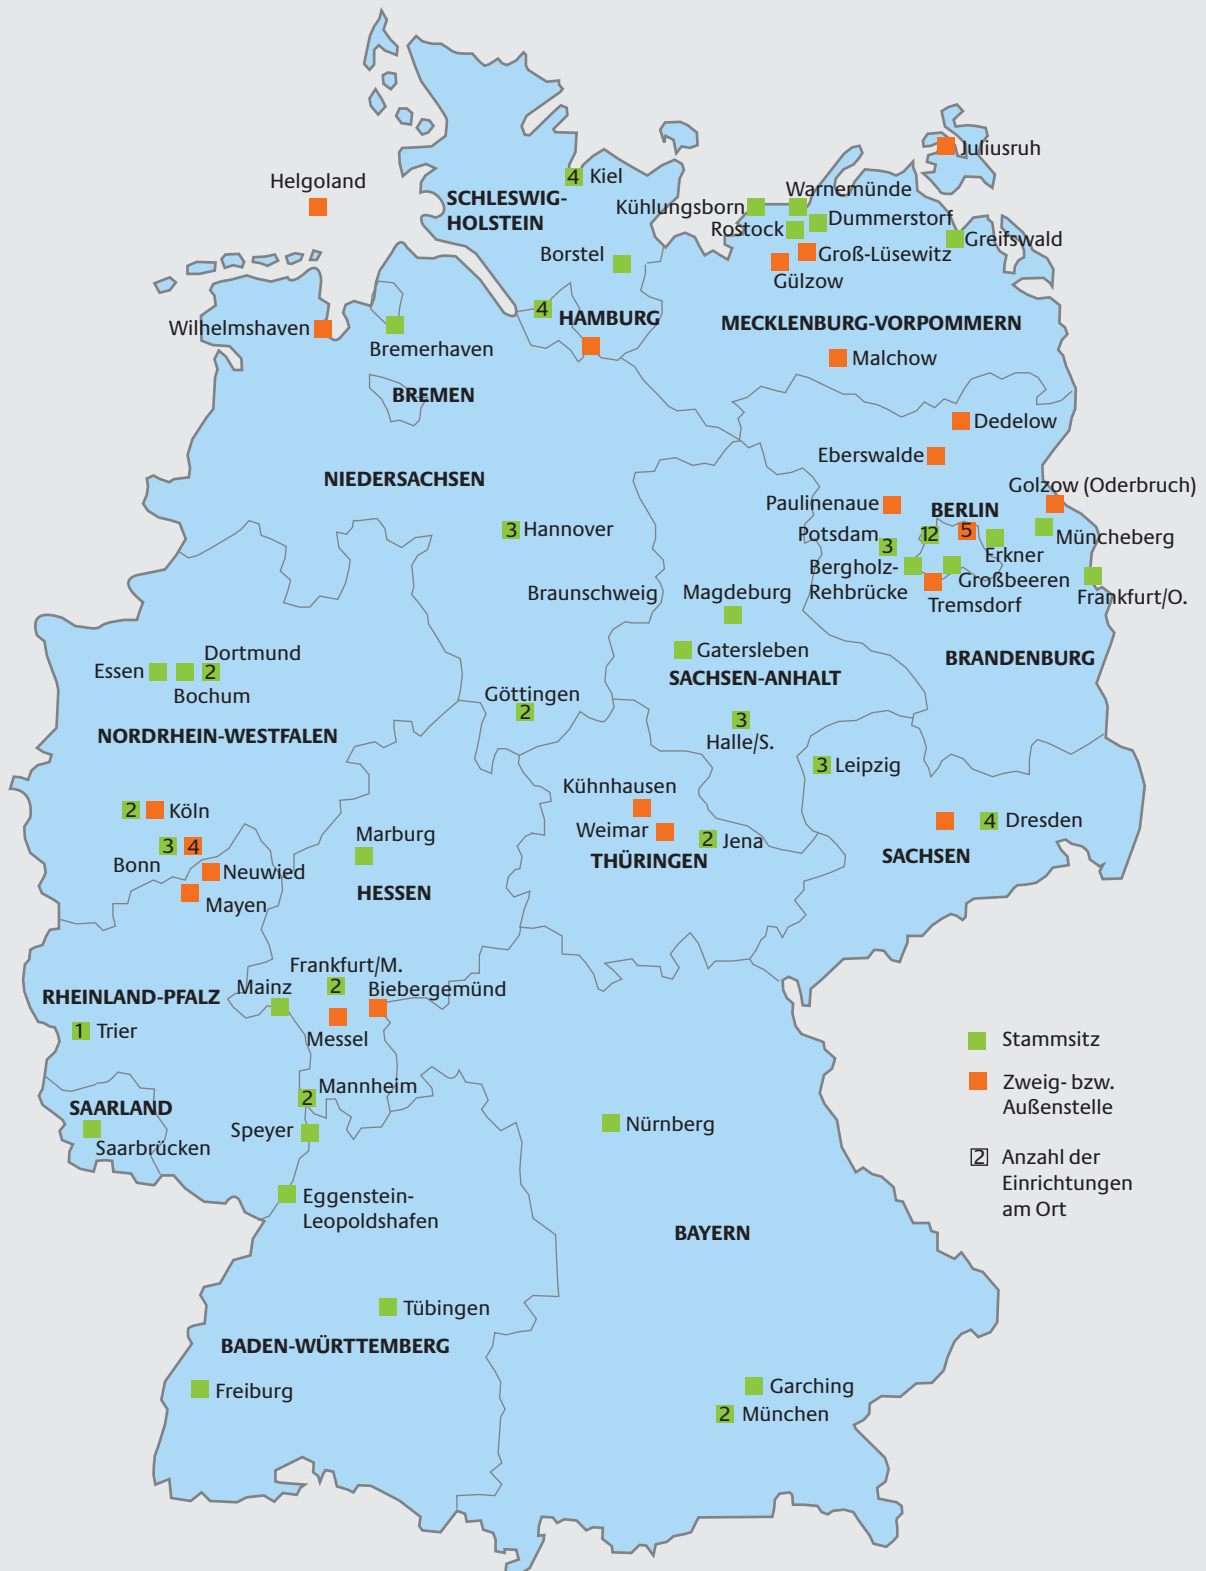 Juliusruh
Helgoland
4 Kiel
SCHLESWIG-
HOLSTEIN
Warnemünde
Kühlungsborn
Dummerstorf
Rostock
Greifswald
Borstel
Groß-Lüsewitz
Gülzow
4
HAMBURG
MECKLENBURG-VORPOMMERN
Wilhelmshaven
Bremerhaven
Malchow
BREMEN
Dedelow
Eberswalde
NIEDERSACHSEN
Golzow (Oderbruch)
Paulinenaue
BERLIN
3 Hannover
Potsdam
3
12
5
Müncheberg
Erkner
Bergholz-
Rehbrücke
Großbeeren
Braunschweig
Magdeburg
Tremsdorf
Frankfurt/O.
Dortmund
Essen
2
Bochum
Gatersleben
SACHSEN-ANHALT
BRANDENBURG
Göttingen
2
3
Halle/S.
NORDRHEIN-WESTFALEN
3 Leipzig
Kühnhausen
2
Köln
Weimar
2 Jena
4 Dresden
THÜRINGEN
SACHSEN
Marburg
3
4
Bonn
Neuwied
Mayen
HESSEN
Frankfurt/M.
2
Mainz
Biebergemünd
RHEINLAND-PFALZ
1 Trier
Messel
Stammsitz
Zweig- bzw.
Außenstelle
2 Anzahl der
Einrichtungen
am Ort
Mannheim
2
SAARLAND
Saarbrücken
Speyer
Nürnberg
Eggenstein-
Leopoldshafen
BAYERN
Tübingen
BADEN-WÜRTTEMBERG
Freiburg
Garching
2 München